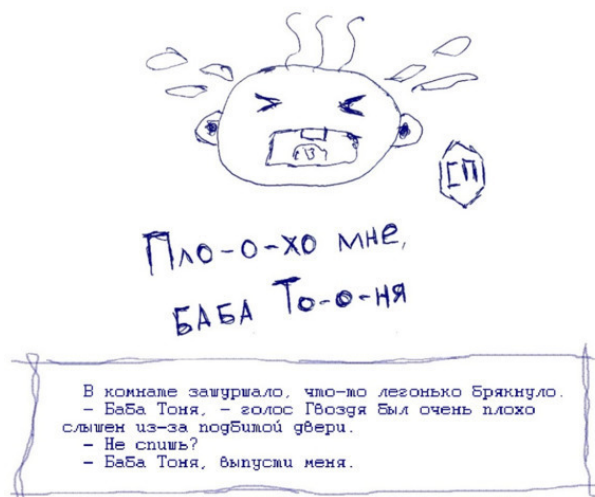 СП
Пло-о-хо мне,
БАБА То-о-ня
В комнате зашуршало, что-то легонько брякнуло.
– Баба Тоня, – голос Гвоздя был очень плохо
слышен из-за подбитой двери.
– Не спишь?
– Баба Тоня, выпусти меня.